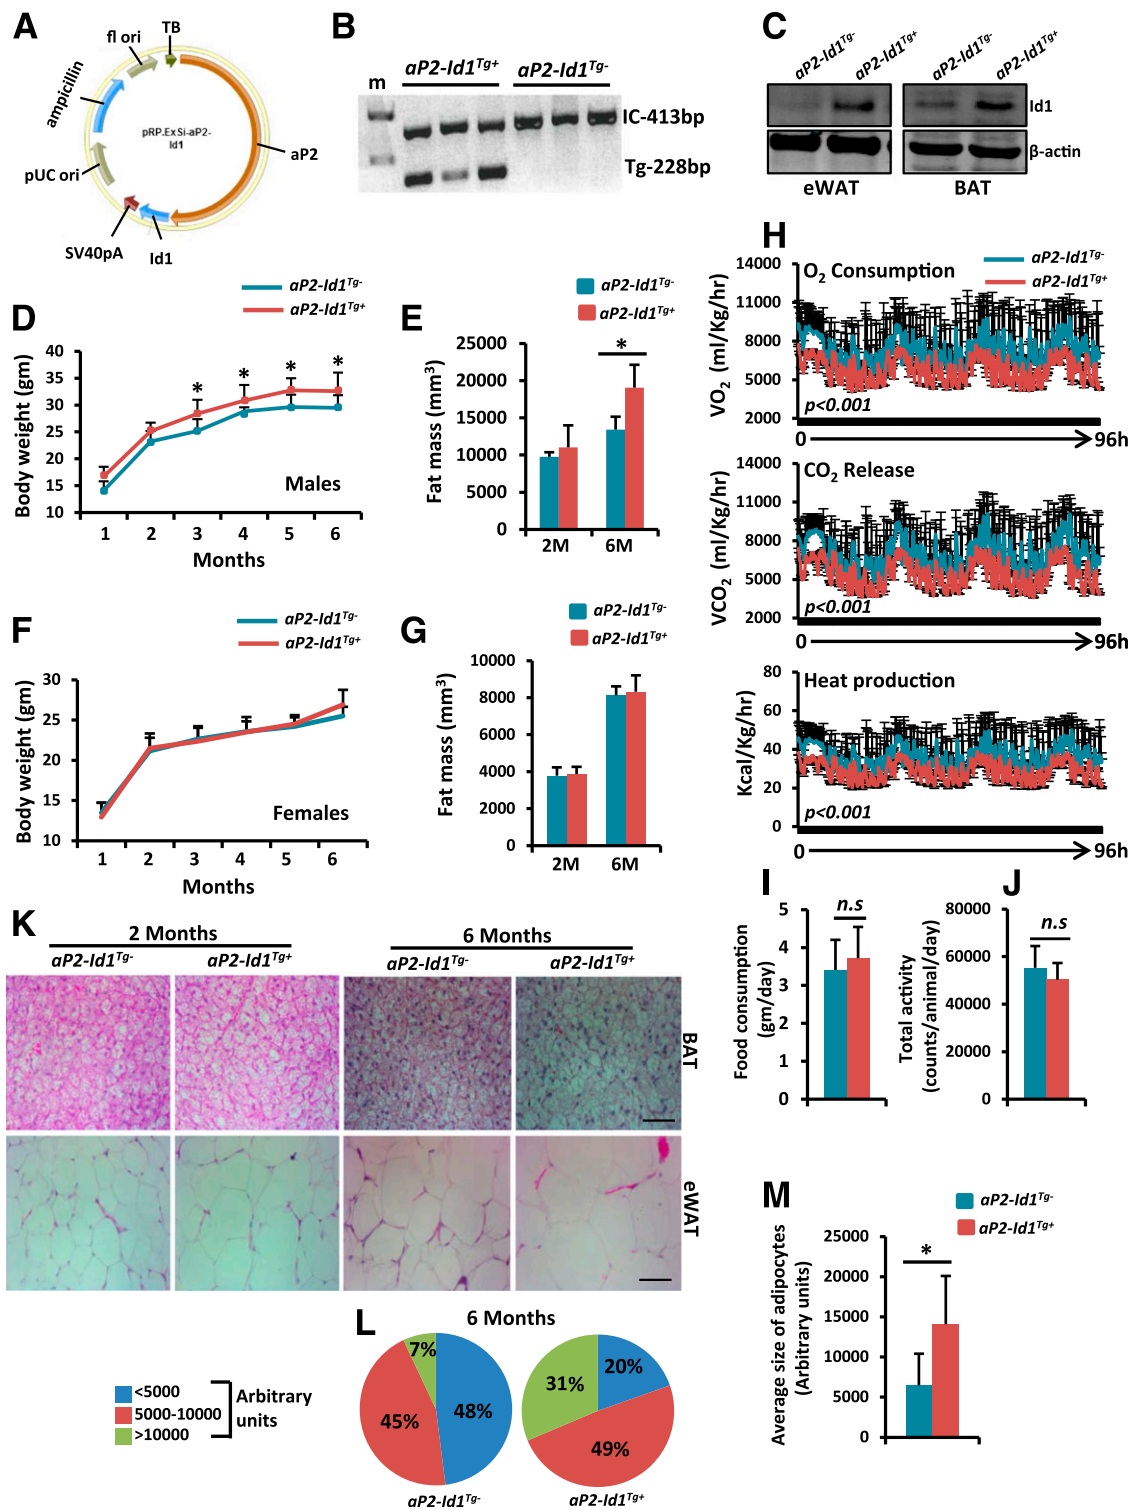 A
fl ori
TB
ampicillin
pRP.ExSi-aP2-
Id1
aP2
pUC ori
SV40pA
Id1
B
m
aP2-Id1Tg+
aP2-Id1Tg-
IC-413bp
Tg-228bp
C
aP2-Id1Tg-
aP2-Id1Tg+
aP2-Id1Tg-
aP2-Id1Tg+
Id1
β-actin
eWAT
BAT
D
aP2-Id1Tg-
aP2-Id1Tg+
Body weight (gm)
40
35
30
25
20
15
10
* * * *
Males
1 2 3 4 5 6
Months
E
aP2-Id1Tg-
aP2-Id1Tg+
Fat mass (mm3)
25000
20000
15000
10000
5000
0
*
2M 6M
F
aP2-Id1Tg-
aP2-Id1Tg+
Body weight (gm)
30
25
20
15
10
Females
1 2 3 4 5 6
Months
G
aP2-Id1Tg-
aP2-Id1Tg+
Fat mass (mm3)
10000
8000
6000
4000
2000
0
2M 6M
H
aP2-Id1Tg-
aP2-Id1Tg+
O2 Consumption
VO2 (ml/Kg/hr)
14000
11000
8000
5000
2000
p<0.001
0 96h
CO2 Release
VCO2 (ml/Kg/hr)
14000
11000
8000
5000
2000
p<0.001
0 96h
Heat production
Kcal/Kg/hr)
80
60
40
20
0
p<0.001
0 96h
I
n.s
Food consumption
(gm/day)
5
4
3
2
1
0
J
n.s
Total activity
(counts/animal/day)
80000
60000
40000
20000
0
K
2 Months
6 Months
aP2-Id1Tg-
aP2-Id1Tg+
aP2-Id1Tg-
aP2-Id1Tg+
BAT
eWAT
L
6 Months
<5000
5000-10000
>10000
Arbitrary
units
7%
45%
48%
aP2-Id1Tg-
20%
31%
49%
aP2-Id1Tg+
M
aP2-Id1Tg-
aP2-Id1Tg+
Average size of adipocytes
(Arbitrary units)
25000
20000
15000
10000
5000
0
*